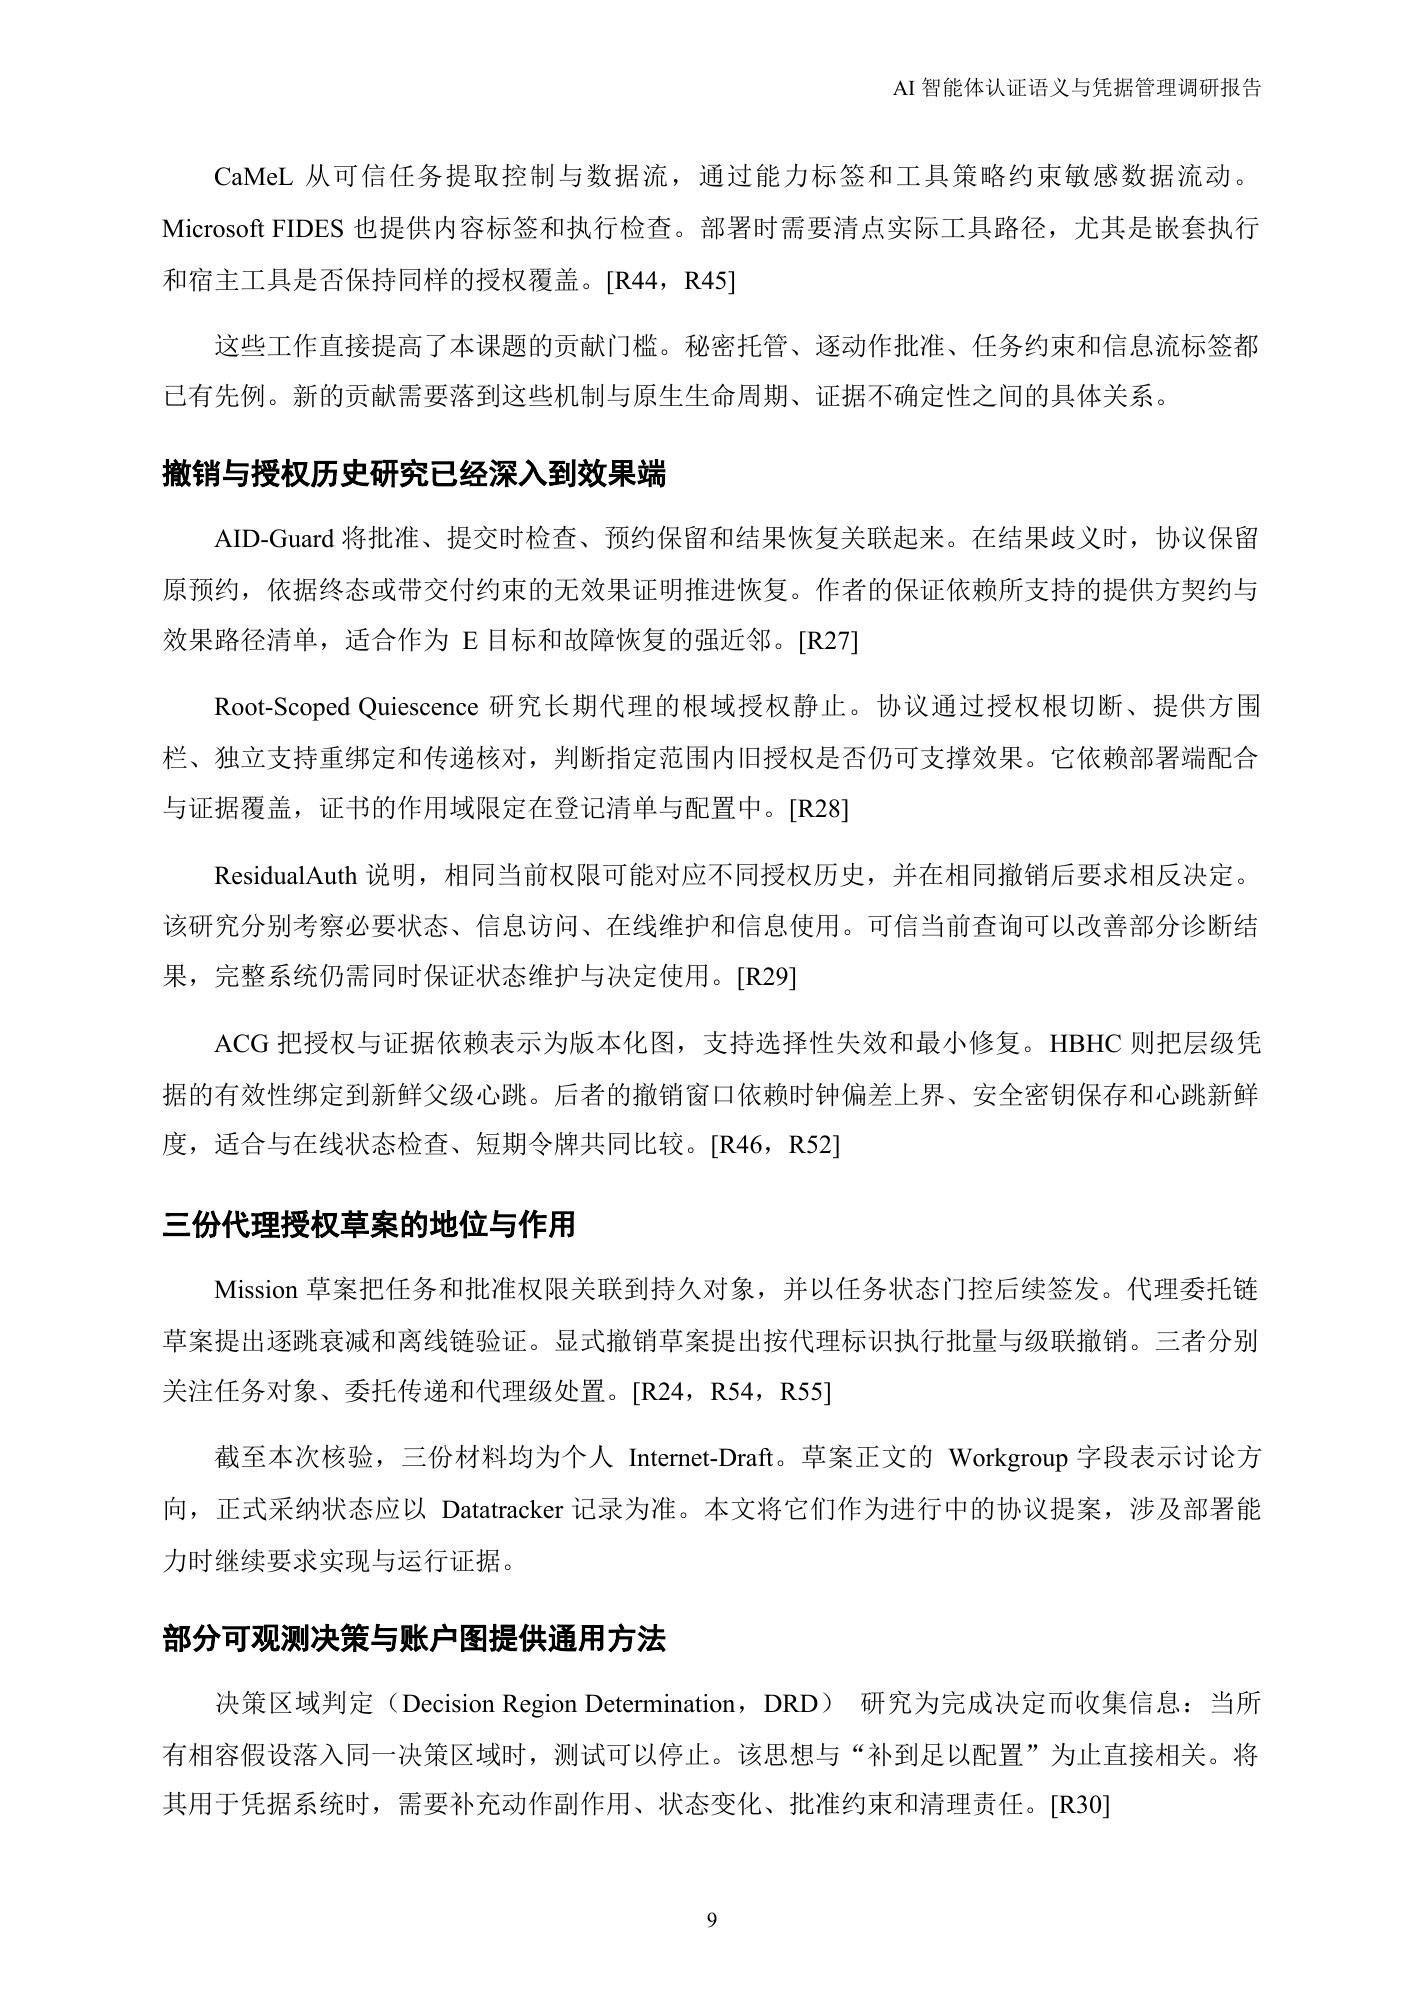 AI 智能体认证语义与凭据管理调研报告
CaMeL 从可信任务提取控制与数据流，通过能力标签和工具策略约束敏感数据流动。
Microsoft FIDES 也提供内容标签和执行检查。部署时需要清点实际工具路径，尤其是嵌套执行
和宿主工具是否保持同样的授权覆盖。[R44，R45]
这些工作直接提高了本课题的贡献门槛。秘密托管、逐动作批准、任务约束和信息流标签都
已有先例。新的贡献需要落到这些机制与原生生命周期、证据不确定性之间的具体关系。
撤销与授权历史研究已经深入到效果端
AID-Guard 将批准、提交时检查、预约保留和结果恢复关联起来。在结果歧义时，协议保留
原预约，依据终态或带交付约束的无效果证明推进恢复。作者的保证依赖所支持的提供方契约与
效果路径清单，适合作为 E 目标和故障恢复的强近邻。[R27]
Root-Scoped Quiescence 研究长期代理的根域授权静止。协议通过授权根切断、提供方围
栏、独立支持重绑定和传递核对，判断指定范围内旧授权是否仍可支撑效果。它依赖部署端配合
与证据覆盖，证书的作用域限定在登记清单与配置中。[R28]
ResidualAuth 说明，相同当前权限可能对应不同授权历史，并在相同撤销后要求相反决定。
该研究分别考察必要状态、信息访问、在线维护和信息使用。可信当前查询可以改善部分诊断结
果，完整系统仍需同时保证状态维护与决定使用。[R29]
ACG 把授权与证据依赖表示为版本化图，支持选择性失效和最小修复。HBHC 则把层级凭
据的有效性绑定到新鲜父级心跳。后者的撤销窗口依赖时钟偏差上界、安全密钥保存和心跳新鲜
度，适合与在线状态检查、短期令牌共同比较。[R46，R52]
三份代理授权草案的地位与作用
Mission 草案把任务和批准权限关联到持久对象，并以任务状态门控后续签发。代理委托链
草案提出逐跳衰减和离线链验证。显式撤销草案提出按代理标识执行批量与级联撤销。三者分别
关注任务对象、委托传递和代理级处置。[R24，R54，R55]
截至本次核验，三份材料均为个人 Internet-Draft。草案正文的 Workgroup 字段表示讨论方
向，正式采纳状态应以 Datatracker 记录为准。本文将它们作为进行中的协议提案，涉及部署能
力时继续要求实现与运行证据。
部分可观测决策与账户图提供通用方法
决策区域判定（Decision Region Determination，DRD） 研究为完成决定而收集信息：当所
有相容假设落入同一决策区域时，测试可以停止。该思想与“补到足以配置”为止直接相关。将
其用于凭据系统时，需要补充动作副作用、状态变化、批准约束和清理责任。[R30]
9